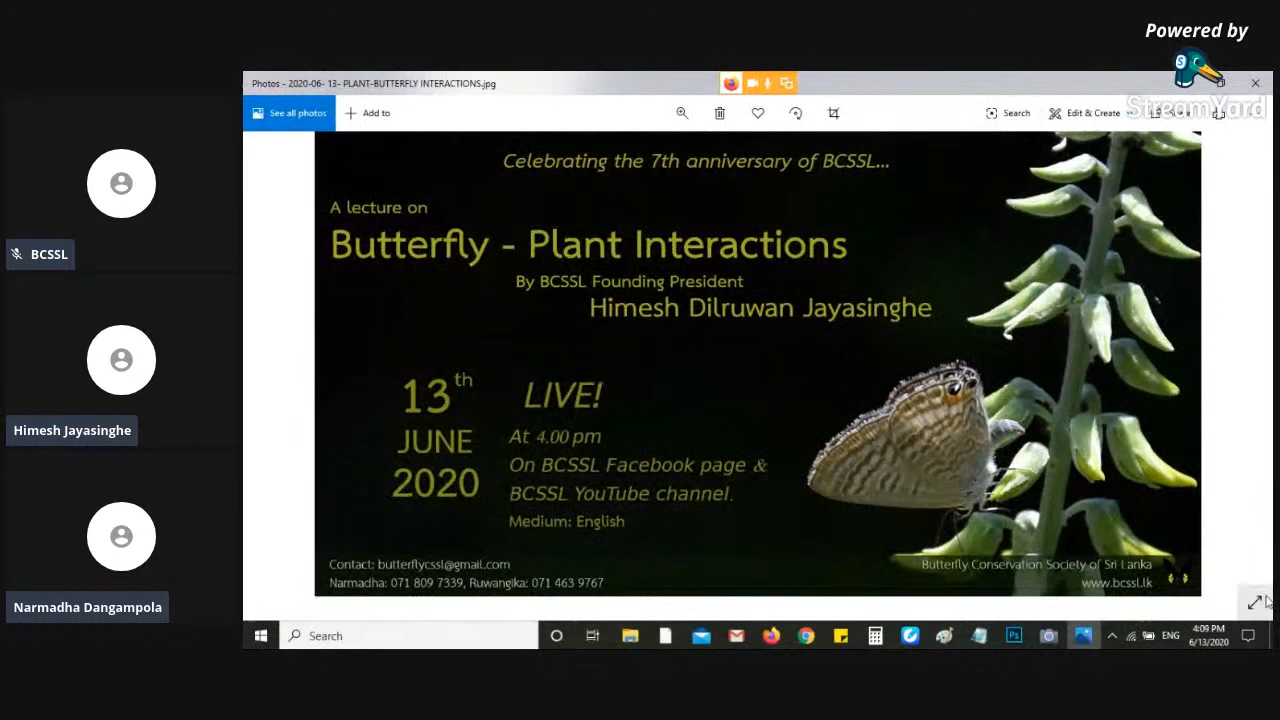 Powered by
StreamYard
Photos - 2020-06- 13- PLANT-BUTTERFLY INTERACTIONS.jpg
See all photos
Add to
Search
Edit & Create
Celebrating the 7th anniversary of BCSSL...
A lecture on
Butterfly - Plant Interactions
By BCSSL Founding President
Himesh Dilruwan Jayasinghe
13th
JUNE
2020
LIVE!
At 4.00 pm
On BCSSL Facebook page &
BCSSL YouTube channel.
Medium: English
Contact: butterflycssl@gmail.com
Narmadha: 071 809 7339, Ruwangika: 071 463 9767
Butterfly Conservation Society of Sri Lanka
www.bcssl.lk
BCSSL
Himesh Jayasinghe
Narmadha Dangampola
Search
Ps
ENG
4:09 PM
6/13/2020